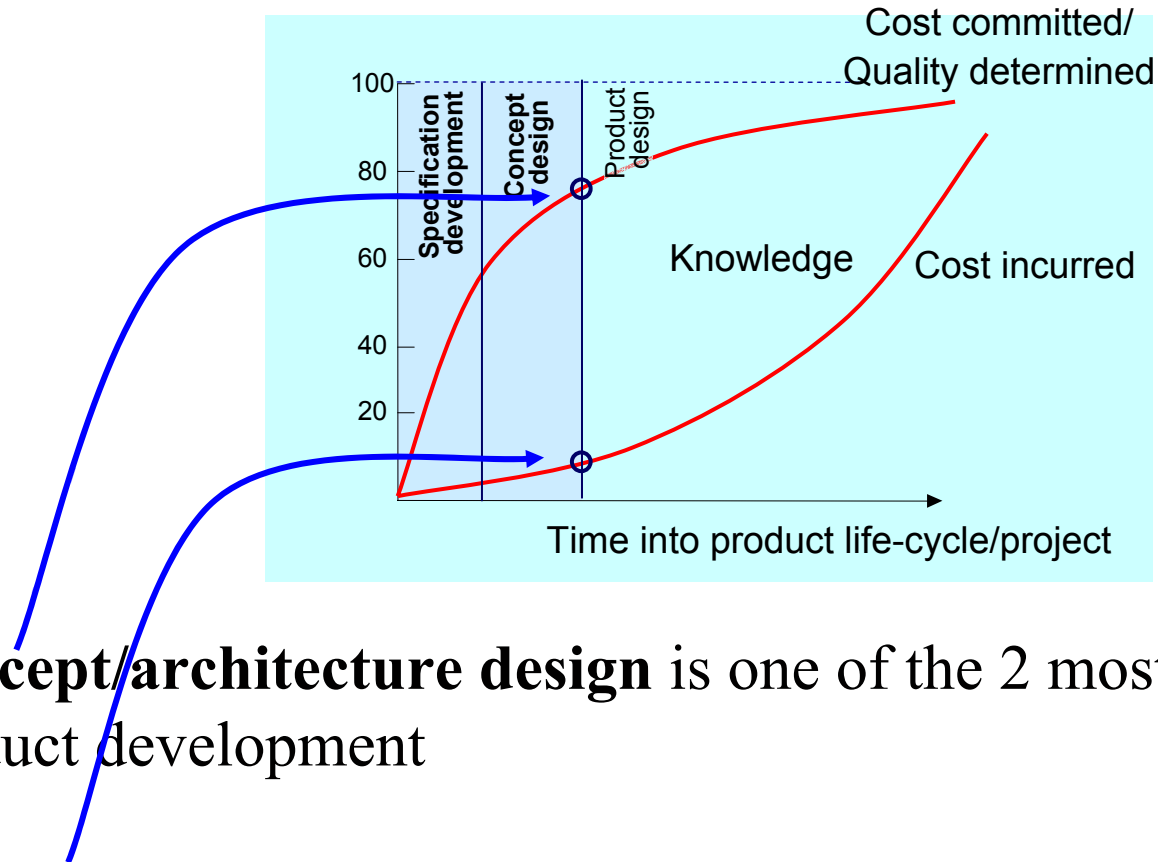 Cost committed/
Quality determined
100
80
60
40
20
Specification
development
Concept
design
Product
design
Knowledge
Cost incurred
Time into product life-cycle/project
cept/architecture design is one of the 2 most
uct development